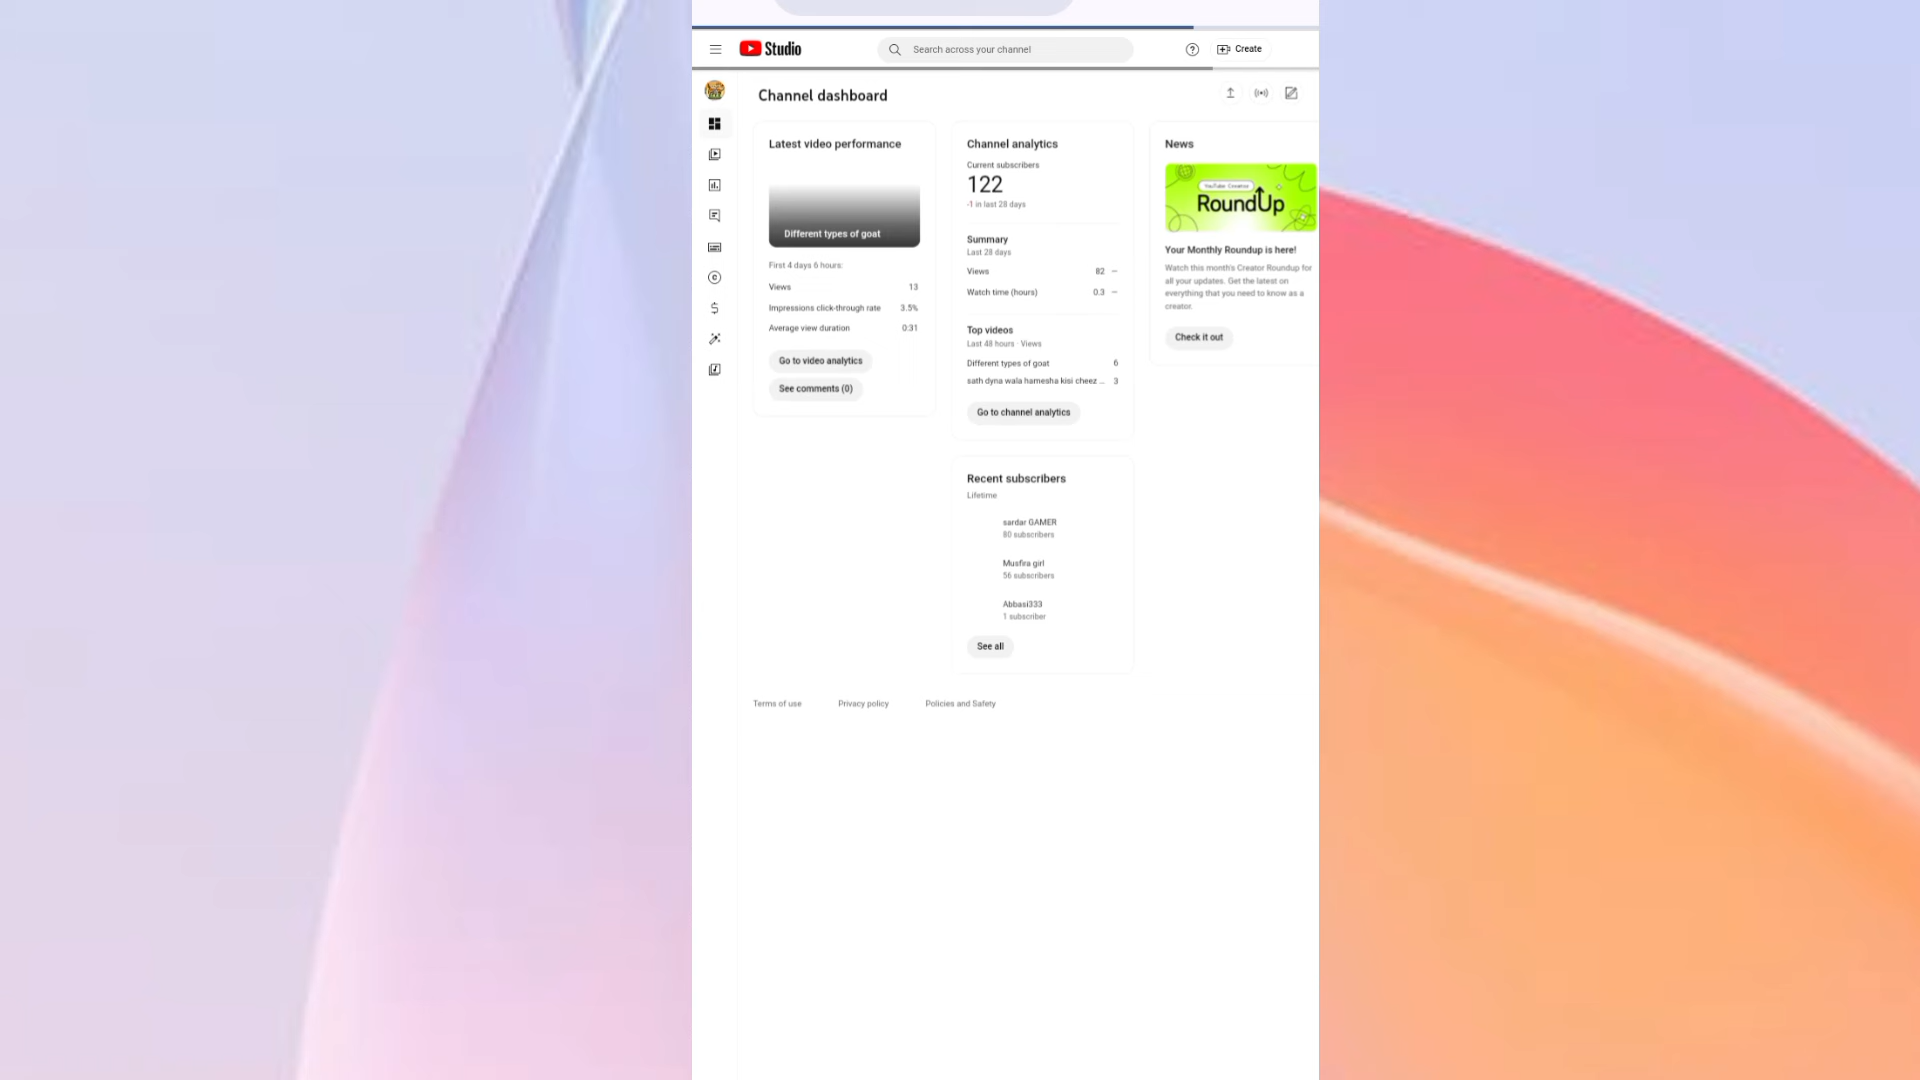 Studio
Search across your channel
Create
Channel dashboard
Latest video performance
Different types of goat
First 4 days 6 hours:
Views 13
Impressions click-through rate 3.5%
Average view duration 0:31
Go to video analytics
See comments (0)
Channel analytics
Current subscribers
122
-1 in last 28 days
Summary
Last 28 days
Views 82 —
Watch time (hours) 0.3 —
Top videos
Last 48 hours · Views
Different types of goat 6
sath dyna wala hamesha kisi cheez ... 3
Go to channel analytics
Recent subscribers
Lifetime
sardar GAMER
80 subscribers
Musfira girl
56 subscribers
Abbasi333
1 subscriber
See all
News
YouTube Creator
RoundUp
Your Monthly Roundup is here!
Watch this month's Creator Roundup for
all your updates. Get the latest on
everything that you need to know as a
creator.
Check it out
Terms of use
Privacy policy
Policies and Safety